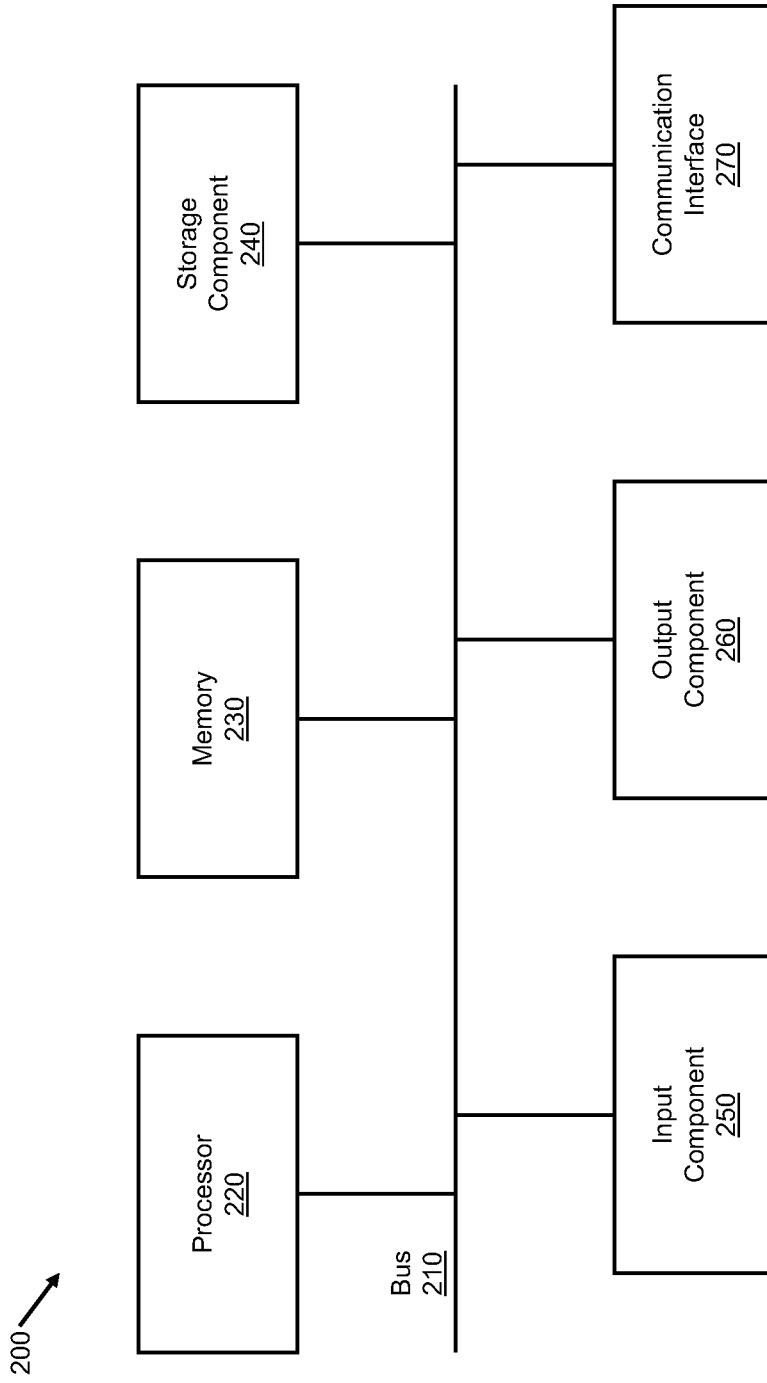 200
Processor
220
Memory
230
Storage
Component
240
Bus
210
Input
Component
250
Output
Component
260
Communication
Interface
270